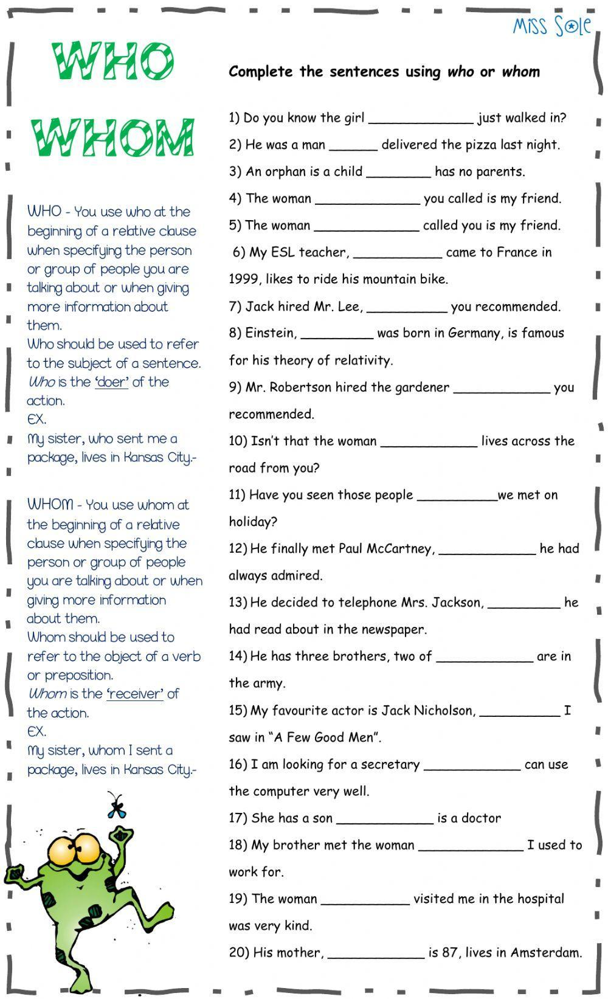 Miss Sole
WHO
WHOM
WHO - You use who at the
beginning of a relative clause
when specifying the person
or group of people you are
talking about or when giving
more information about
them.
Who should be used to refer
to the subject of a sentence.
Who is the ‘doer’ of the
action.
EX.
My sister, who sent me a
package, lives in Kansas City.-
WHOM - You use whom at
the beginning of a relative
clause when specifying the
person or group of people
you are talking about or when
giving more information
about them.
Whom should be used to
refer to the object of a verb
or preposition.
Whom is the ‘receiver’ of
the action.
EX.
My sister, whom I sent a
package, lives in Kansas City.-
Complete the sentences using who or whom
1) Do you know the girl _____________ just walked in?
2) He was a man ______ delivered the pizza last night.
3) An orphan is a child ________ has no parents.
4) The woman _____________ you called is my friend.
5) The woman _____________ called you is my friend.
6) My ESL teacher, ___________ came to France in
1999, likes to ride his mountain bike.
7) Jack hired Mr. Lee, __________ you recommended.
8) Einstein, _________ was born in Germany, is famous
for his theory of relativity.
9) Mr. Robertson hired the gardener ____________ you
recommended.
10) Isn’t that the woman ____________ lives across the
road from you?
11) Have you seen those people __________we met on
holiday?
12) He finally met Paul McCartney, ____________ he had
always admired.
13) He decided to telephone Mrs. Jackson, _________ he
had read about in the newspaper.
14) He has three brothers, two of ____________ are in
the army.
15) My favourite actor is Jack Nicholson, __________ I
saw in “A Few Good Men”.
16) I am looking for a secretary ____________ can use
the computer very well.
17) She has a son ____________ is a doctor
18) My brother met the woman _____________ I used to
work for.
19) The woman ___________ visited me in the hospital
was very kind.
20) His mother, ____________ is 87, lives in Amsterdam.